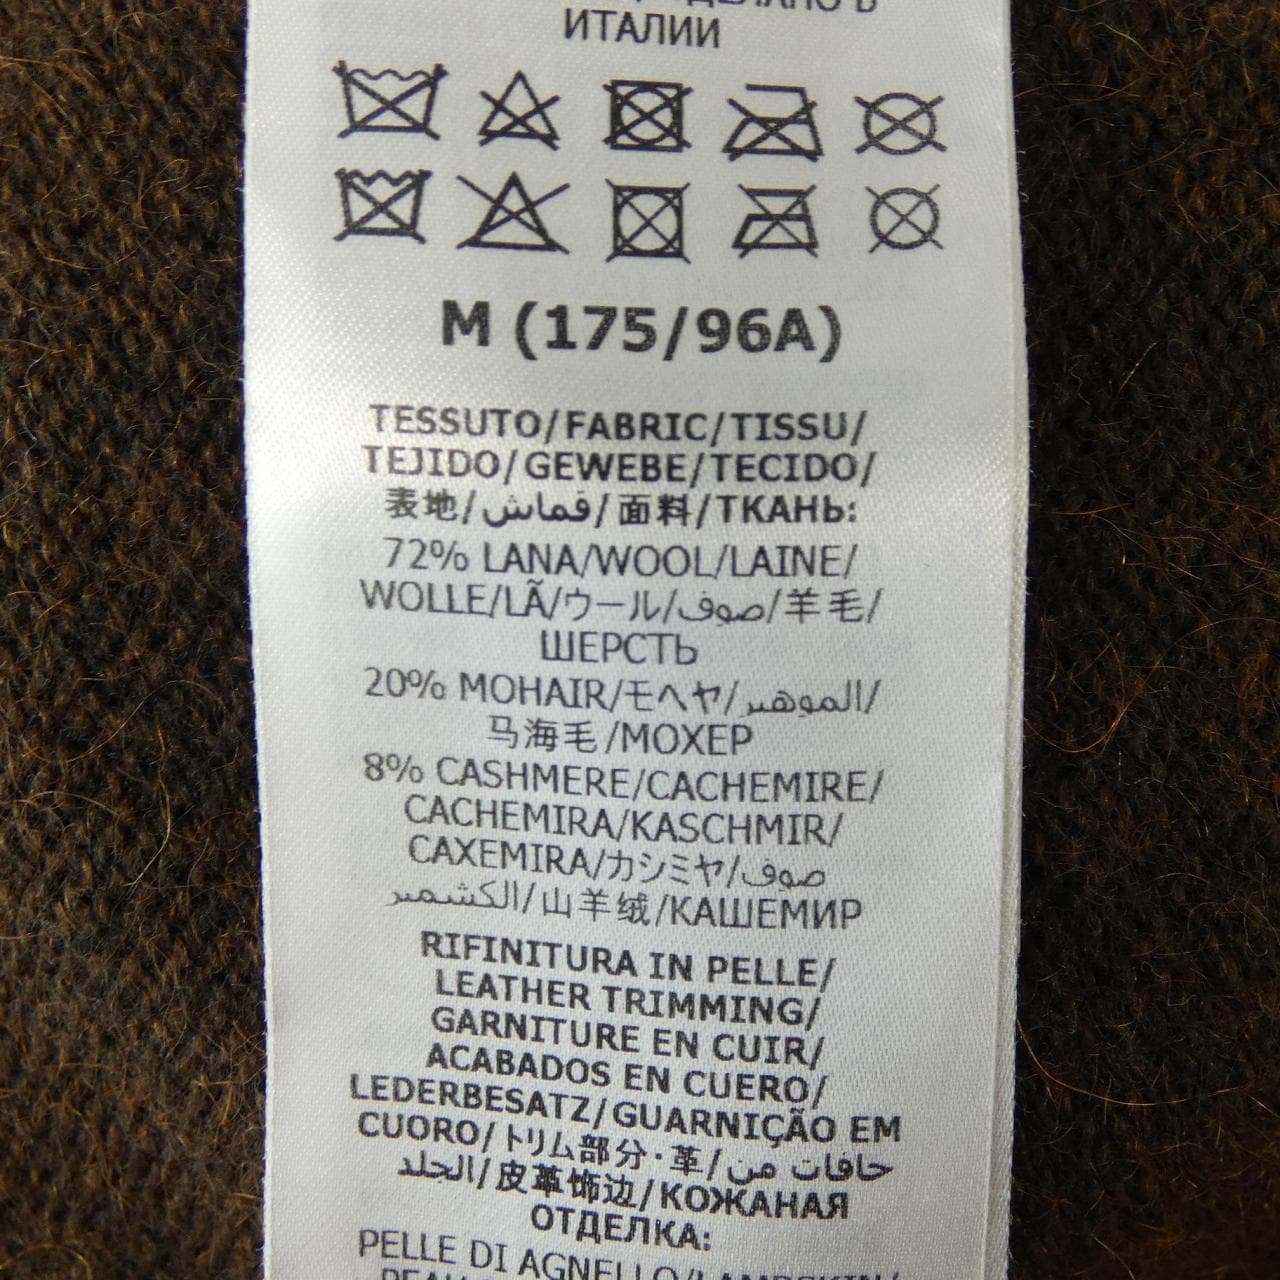 СДЕЛАНО В
ИТАЛИИ
M (175/96A)
TESSUTO/FABRIC/TISSU/
TEJIDO/GEWEBE/TECIDO/
表地/قماش/面料/ТКАНЬ:
72% LANA/WOOL/LAINE/
WOLLE/LÃ/ウール/صوف/羊毛/
ШЕРСТЬ
20% MOHAIR/モヘヤ/الموهير/
马海毛/МОХЕР
8% CASHMERE/CACHEMIRE/
CACHEMIRA/KASCHMIR/
CAXEMIRA/カシミヤ/صوف
الكشمير/山羊绒/КАШЕМИР
RIFINITURA IN PELLE/
LEATHER TRIMMING/
GARNITURE EN CUIR/
ACABADOS EN CUERO/
LEDERBESATZ/GUARNIÇÃO EM
CUORO/トリム部分·革/حافات من
الجلد/皮革饰边/КОЖАНАЯ
ОТДЕЛКА:
PELLE DI AGNELLO/LAMBSKIN/